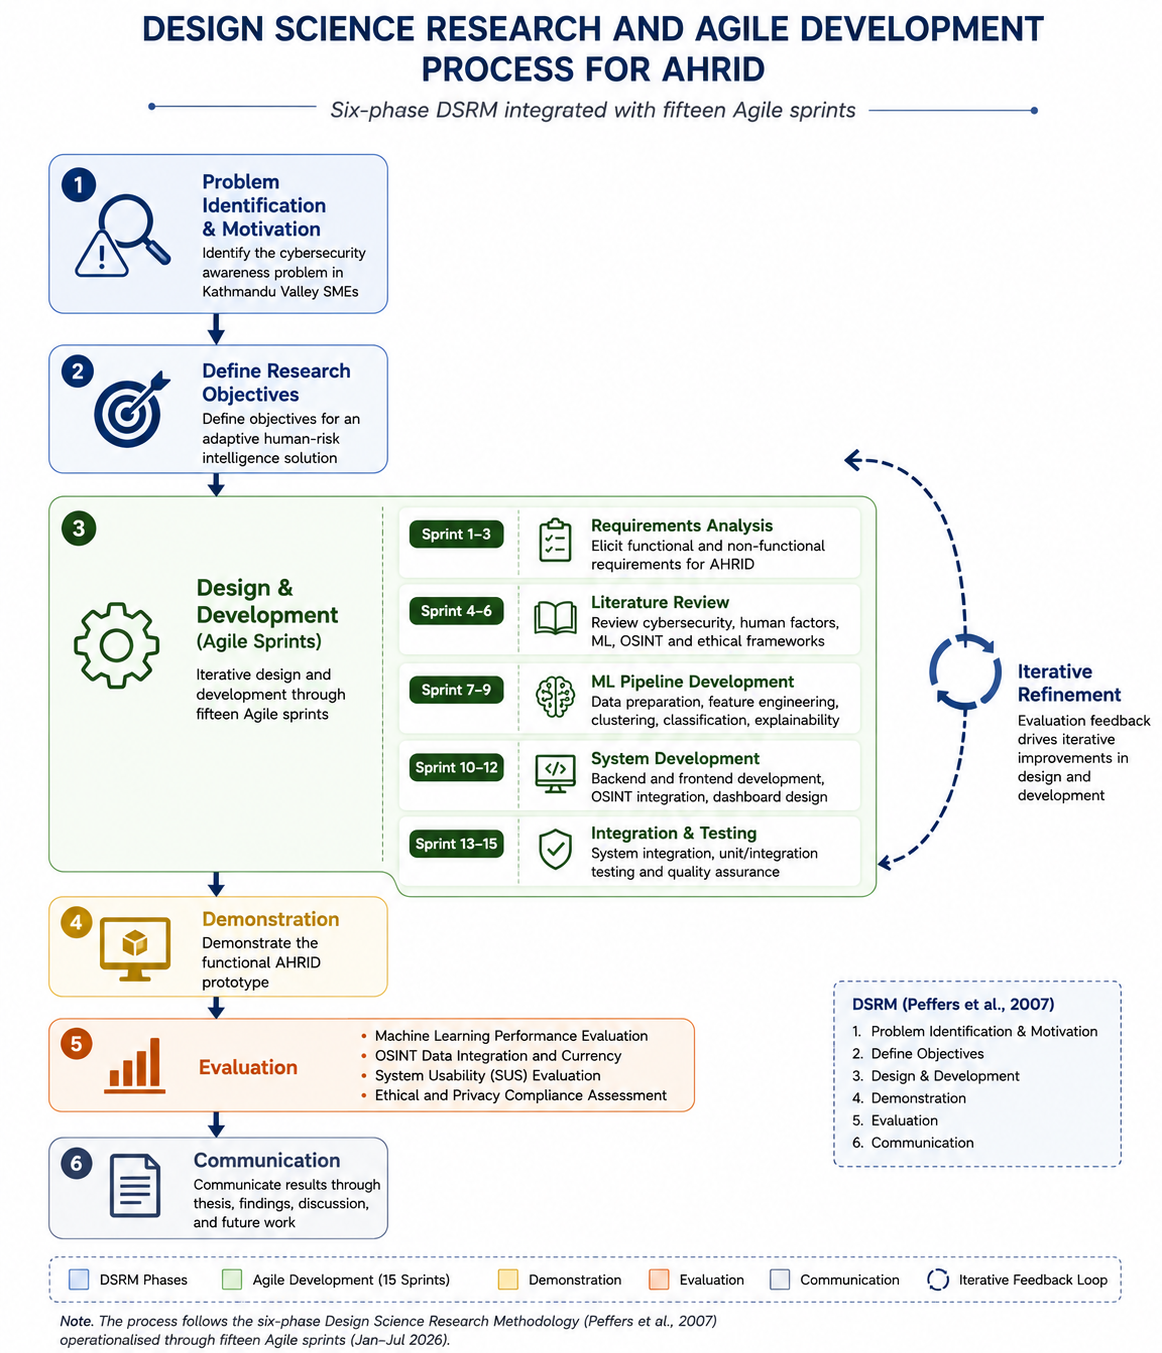 DESIGN SCIENCE RESEARCH AND AGILE DEVELOPMENT
PROCESS FOR AHRID
Six-phase DSRM integrated with fifteen Agile sprints
1
Problem
Identification
& Motivation
Identify the cybersecurity
awareness problem in
Kathmandu Valley SMEs
2
Define Research
Objectives
Define objectives for an
adaptive human-risk
intelligence solution
3
Design &
Development
(Agile Sprints)
Iterative design and
development through
fifteen Agile sprints
Sprint 1–3
Requirements Analysis
Elicit functional and non-functional
requirements for AHRID
Sprint 4–6
Literature Review
Review cybersecurity, human factors,
ML, OSINT and ethical frameworks
Sprint 7–9
ML Pipeline Development
Data preparation, feature engineering,
clustering, classification, explainability
Sprint 10–12
System Development
Backend and frontend development,
OSINT integration, dashboard design
Sprint 13–15
Integration & Testing
System integration, unit/integration
testing and quality assurance
Iterative
Refinement
Evaluation feedback
drives iterative
improvements in
design and
development
4
Demonstration
Demonstrate the
functional AHRID
prototype
5
Evaluation
• Machine Learning Performance Evaluation
• OSINT Data Integration and Currency
• System Usability (SUS) Evaluation
• Ethical and Privacy Compliance Assessment
6
Communication
Communicate results through
thesis, findings, discussion,
and future work
DSRM (Peffers et al., 2007)
1. Problem Identification & Motivation
2. Define Objectives
3. Design & Development
4. Demonstration
5. Evaluation
6. Communication
DSRM Phases
Agile Development (15 Sprints)
Demonstration
Evaluation
Communication
Iterative Feedback Loop
Note. The process follows the six-phase Design Science Research Methodology (Peffers et al., 2007)
operationalised through fifteen Agile sprints (Jan–Jul 2026).